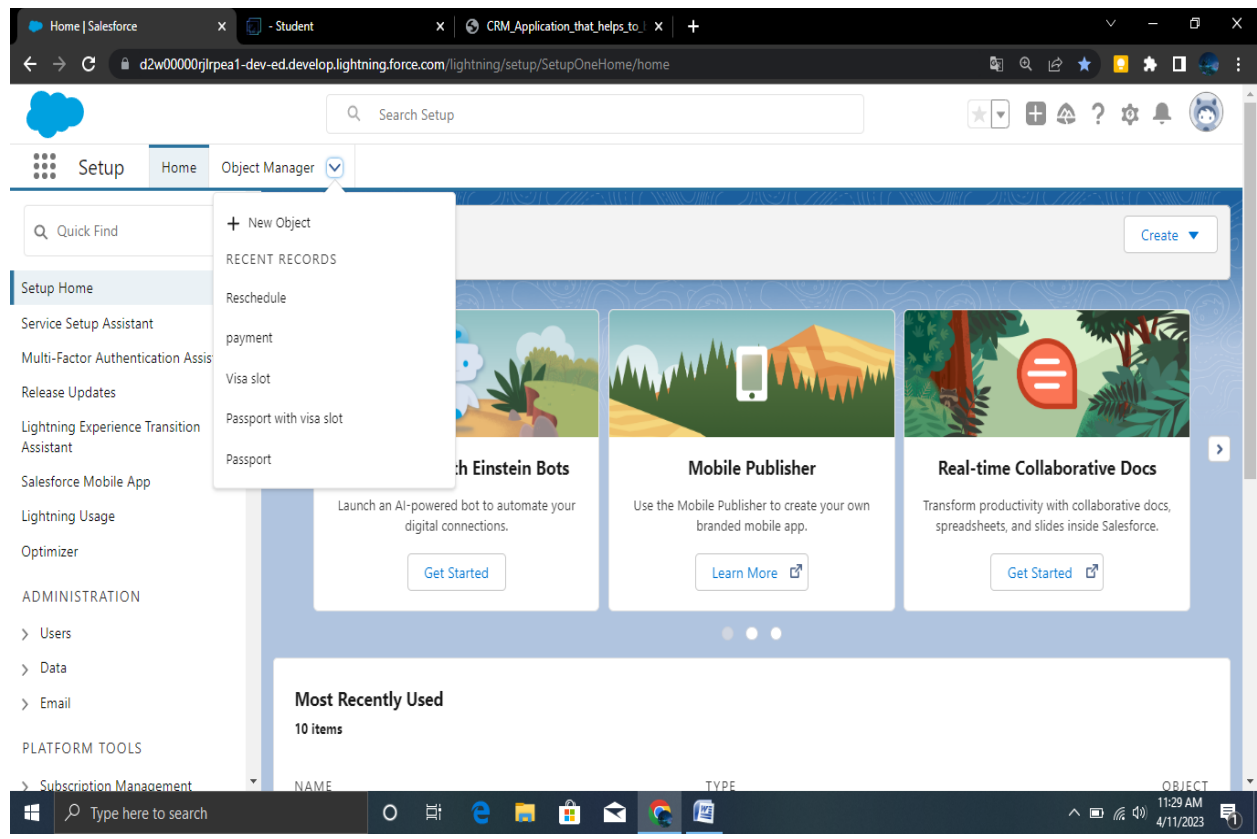 Home | Salesforce
- Student
CRM_Application_that_helps_to_
d2w00000rjlrpea1-dev-ed.develop.lightning.force.com/lightning/setup/SetupOneHome/home
Search Setup
Setup
Home
Object Manager
Quick Find
+ New Object
RECENT RECORDS
Reschedule
payment
Visa slot
Passport with visa slot
Passport
Create
Setup Home
Service Setup Assistant
Multi-Factor Authentication Assis
Release Updates
Lightning Experience Transition
Assistant
Salesforce Mobile App
Lightning Usage
Optimizer
ADMINISTRATION
Users
Data
Email
PLATFORM TOOLS
Subscription Management
Einstein Bots
Launch an AI-powered bot to automate your
digital connections.
Get Started
Mobile Publisher
Use the Mobile Publisher to create your own
branded mobile app.
Learn More
Real-time Collaborative Docs
Transform productivity with collaborative docs,
spreadsheets, and slides inside Salesforce.
Get Started
Most Recently Used
10 items
NAME
TYPE
OBJECT
Type here to search
11:29 AM
4/11/2023
1